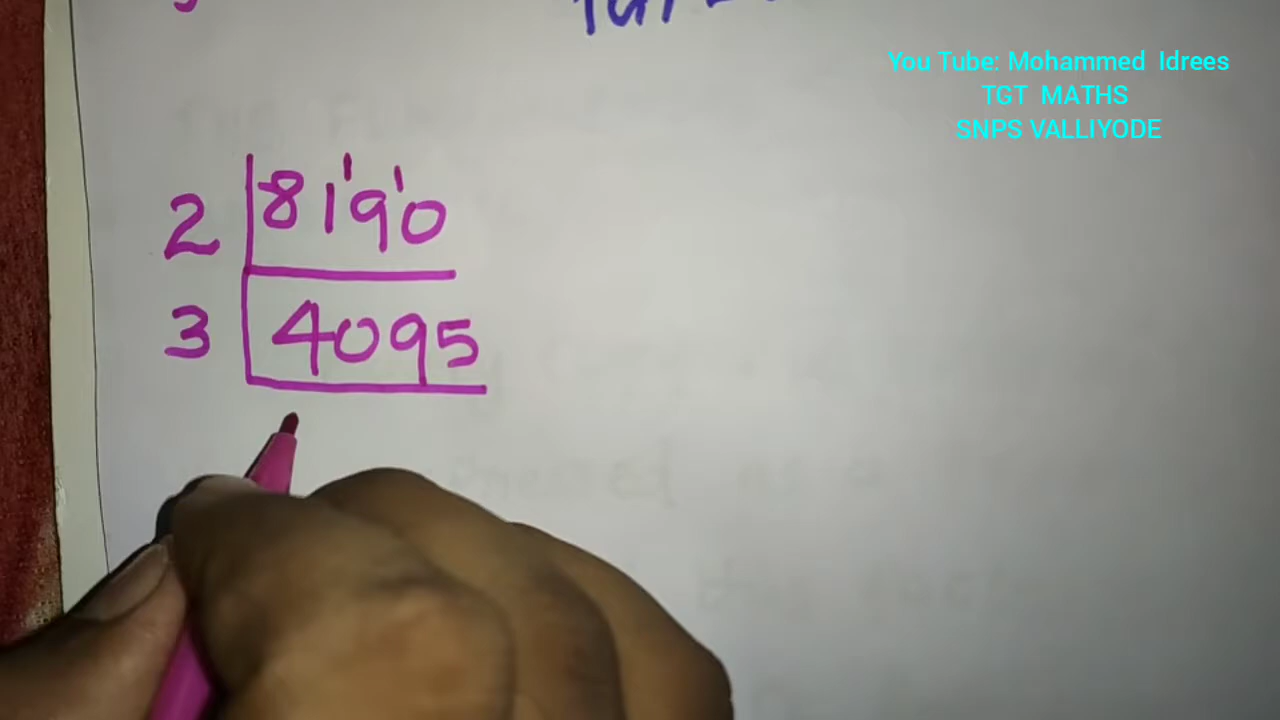 You Tube: Mohammed Idrees
TGT MATHS
SNPS VALLIYODE
2 8190
3 4095